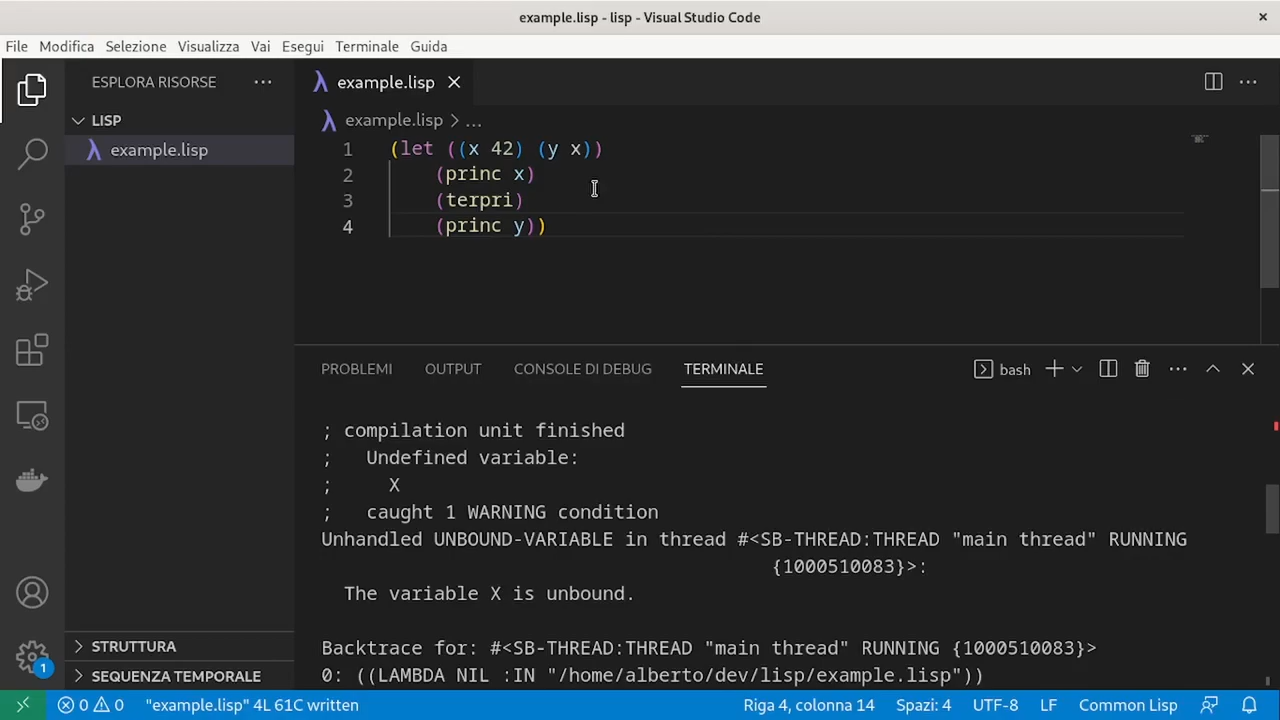 example.lisp - lisp - Visual Studio Code
File Modifica Selezione Visualizza Vai Esegui Terminale Guida
ESPLORA RISORSE
LISP
example.lisp
STRUTTURA
SEQUENZA TEMPORALE
1
example.lisp
example.lisp > ...
1 (let ((x 42) (y x))
2 (princ x)
3 (terpri)
4 (princ y))
PROBLEMI OUTPUT CONSOLE DI DEBUG TERMINALE bash
; compilation unit finished
; Undefined variable:
; X
; caught 1 WARNING condition
Unhandled UNBOUND-VARIABLE in thread #<SB-THREAD:THREAD "main thread" RUNNING
{1000510083}>:
The variable X is unbound.
Backtrace for: #<SB-THREAD:THREAD "main thread" RUNNING {1000510083}>
0: ((LAMBDA NIL :IN "/home/alberto/dev/lisp/example.lisp"))
0 0 "example.lisp" 4L 61C written Riga 4, colonna 14 Spazi: 4 UTF-8 LF Common Lisp